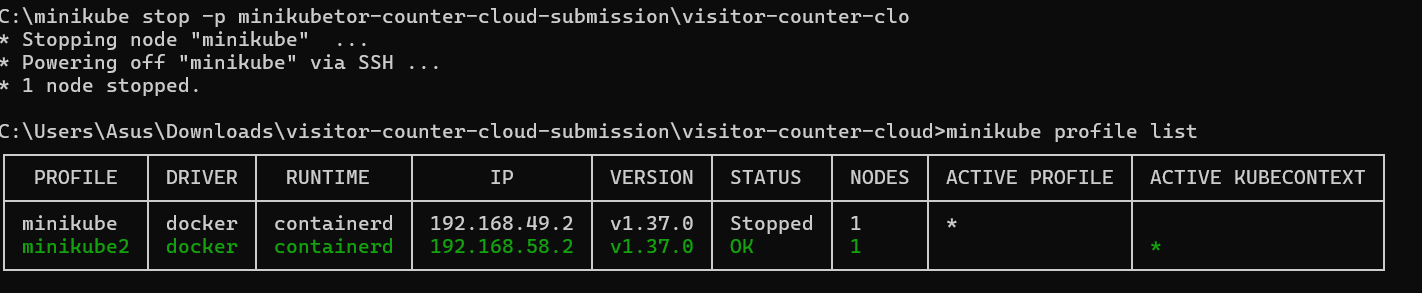 C:\minikube stop -p minikubetor-counter-cloud-submission\visitor-counter-clo
* Stopping node "minikube"  ...
* Powering off "minikube" via SSH ...
* 1 node stopped.
C:\Users\Asus\Downloads\visitor-counter-cloud-submission\visitor-counter-cloud>minikube profile list
PROFILE DRIVER RUNTIME IP VERSION STATUS NODES ACTIVE PROFILE ACTIVE KUBECONTEXT
minikube docker containerd 192.168.49.2 v1.37.0 Stopped 1 *
minikube2 docker containerd 192.168.58.2 v1.37.0 OK 1 *